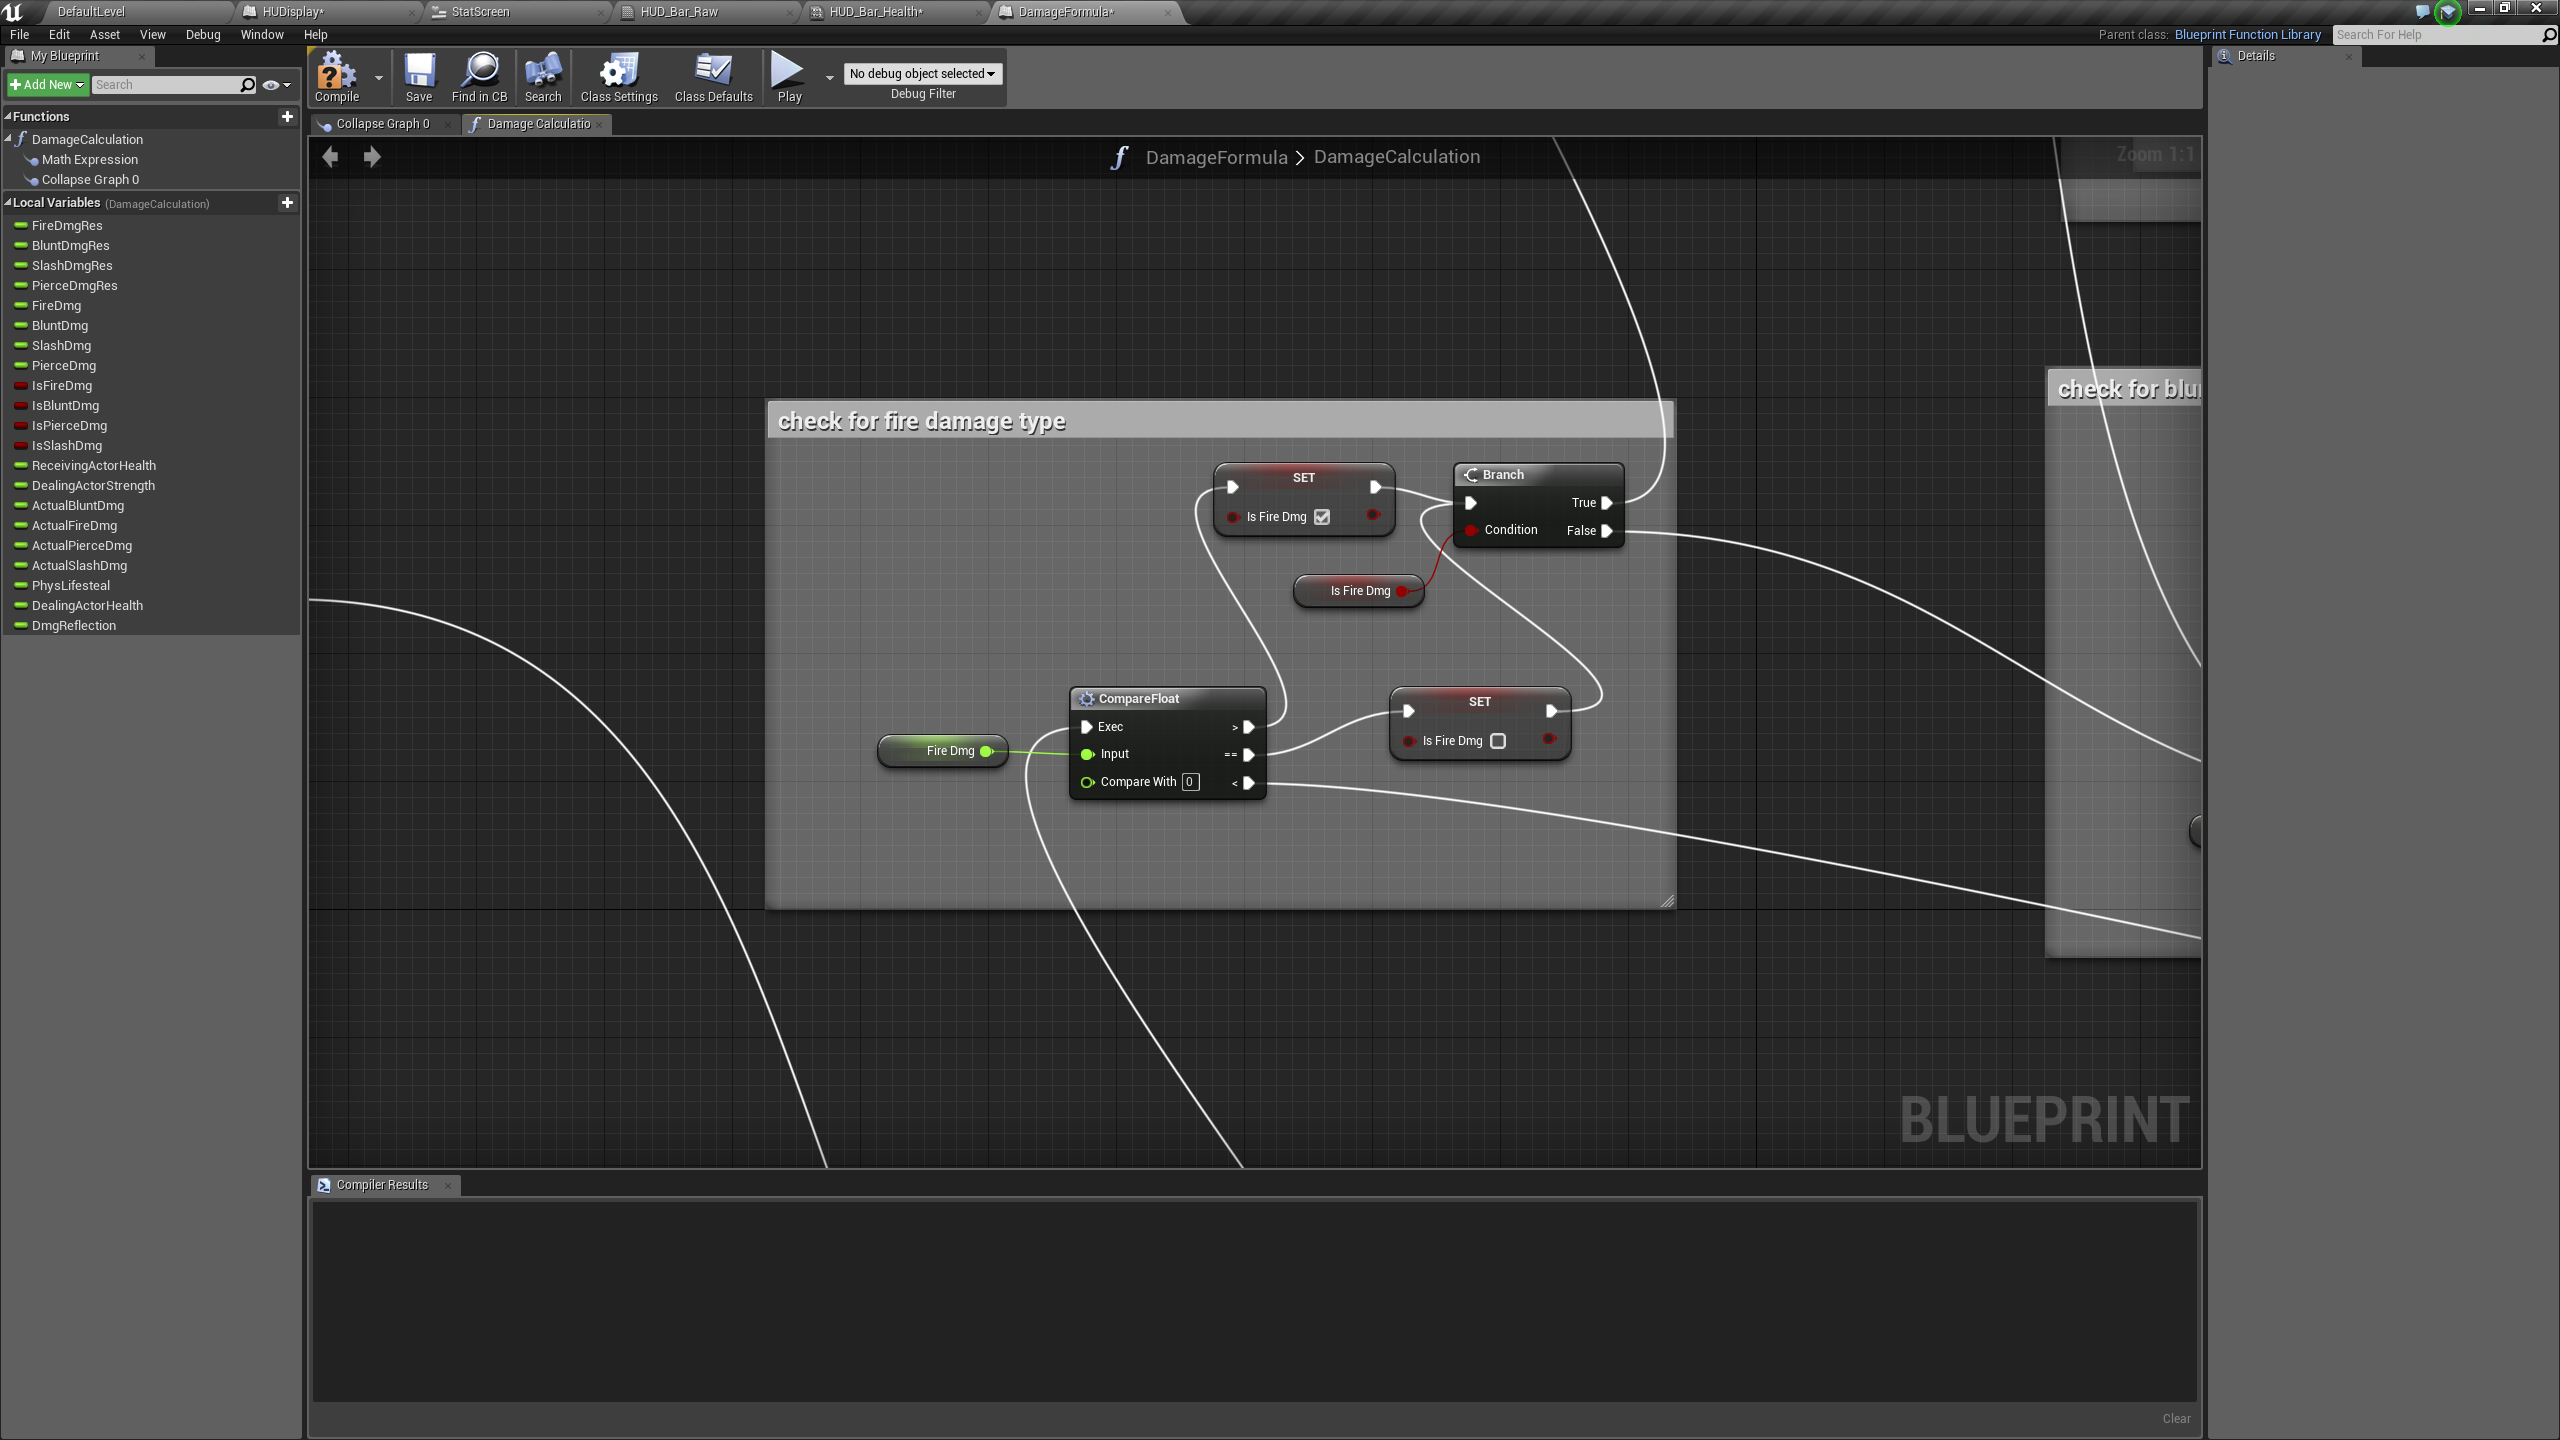 DefaultLevel
HUDisplay*
StatScreen
HUD_Bar_Raw
HUD_Bar_Health*
DamageFormula*
File Edit Asset View Debug Window Help
Parent class: Blueprint Function Library
Search For Help
My Blueprint
Add New
Search
Functions
DamageCalculation
Math Expression
Collapse Graph 0
Local Variables (DamageCalculation)
FireDmgRes
BluntDmgRes
SlashDmgRes
PierceDmgRes
FireDmg
BluntDmg
SlashDmg
PierceDmg
IsFireDmg
IsBluntDmg
IsPierceDmg
IsSlashDmg
ReceivingActorHealth
DealingActorStrength
ActualBluntDmg
ActualFireDmg
ActualPierceDmg
ActualSlashDmg
PhysLifesteal
DealingActorHealth
DmgReflection
Compile
Save
Find in CB
Search
Class Settings
Class Defaults
Play
No debug object selected
Debug Filter
Collapse Graph 0
Damage Calculatio
DamageFormula > DamageCalculation
Zoom 1:1
check for fire damage type
SET
Is Fire Dmg
Branch
True
Condition
False
Is Fire Dmg
Fire Dmg
CompareFloat
Exec >
Input ==
Compare With 0 <
SET
Is Fire Dmg
check for blu
BLUEPRINT
Compiler Results
Clear
Details